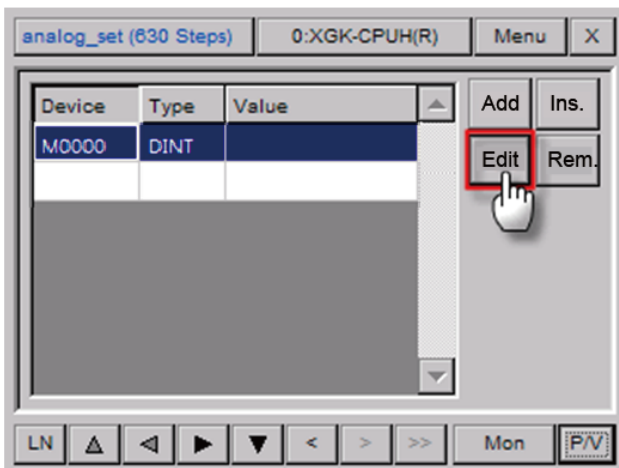 analog_set (630 Steps) 0:XGK-CPUH(R) Menu X
Device Type Value Add Ins.
M0000 DINT
Edit Rem.
LN < > >> Mon P/V